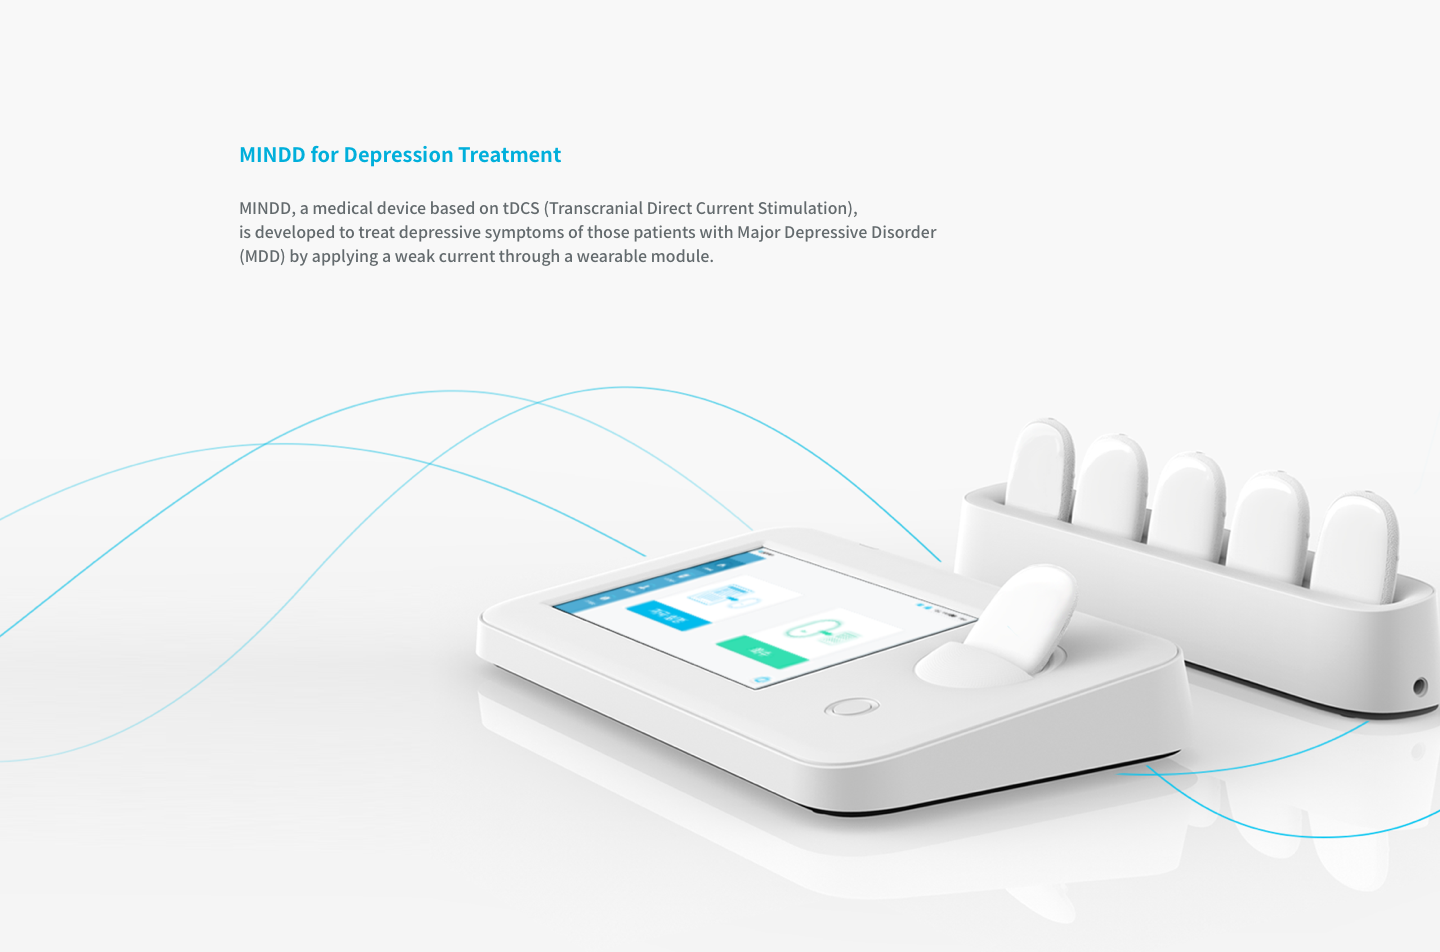 MINDD for Depression Treatment
MINDD, a medical device based on tDCS (Transcranial Direct Current Stimulation),
is developed to treat depressive symptoms of those patients with Major Depressive Disorder
(MDD) by applying a weak current through a wearable module.